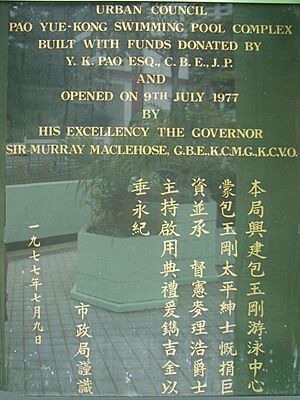 URBAN COUNCIL
PAO YUE-KONG SWIMMING POOL COMPLEX
BUILT WITH FUNDS DONATED BY
Y. K. PAO ESQ., C. B. E., J. P.
AND
OPENED ON 9TH JULY 1977
BY
HIS EXCELLENCY THE GOVERNOR
SIR MURRAY MACLEHOSE, G.B.E., K.C.M.G., K.C.V.O.
本局興建包玉剛游泳中心
蒙包玉剛太平紳士慨捐巨
資並承 督憲麥理浩爵士
主持啟用典禮爰鐫吉金以
垂永紀
市政局謹識
一九七七年七月九日